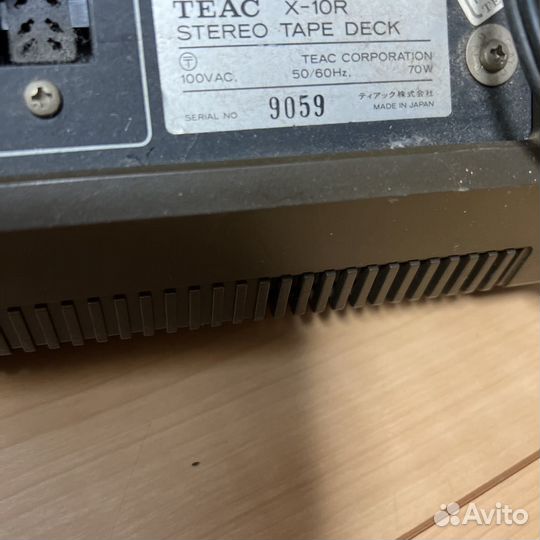 TEAC X-10R
STEREO TAPE DECK
T TEAC CORPORATION
100VAC. 50/60Hz. 70W
SERIAL NO 9059 ティアック株式会社
MADE IN JAPAN
Avito